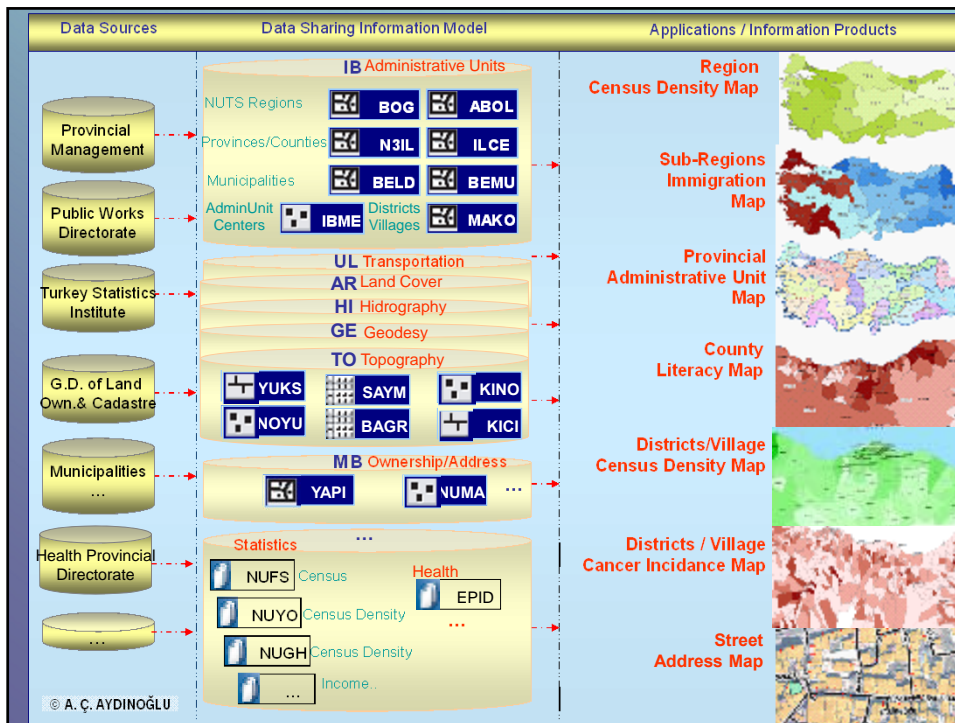 Data Sources
Data Sharing Information Model
Applications / Information Products
Provincial
Management
Public Works
Directorate
Turkey Statistics
Institute
G.D. of Land
Own.& Cadastre
Municipalities
...
Health Provincial
Directorate
...
© A. Ç. AYDINOĞLU
IB Administrative Units
NUTS Regions
BOG
ABOL
Provinces/Counties
N3IL
ILCE
Municipalities
BELD
BEMU
AdminUnit
Centers
IBME
Districts
Villages
MAKO
UL Transportation
AR Land Cover
HI Hidrography
GE Geodesy
TO Topography
YUKS
SAYM
KINO
NOYU
BAGR
KICI
MB Ownership/Address
YAPI
NUMA
...
...
Statistics
NUFS
Census
Health
EPID
...
NUYO
Census Density
NUGH
Census Density
...
Income..
Region
Census Density Map
Sub-Regions
Immigration
Map
Provincial
Administrative Unit
Map
County
Literacy Map
Districts/Village
Census Density Map
Districts / Village
Cancer Incidance Map
Street
Address Map